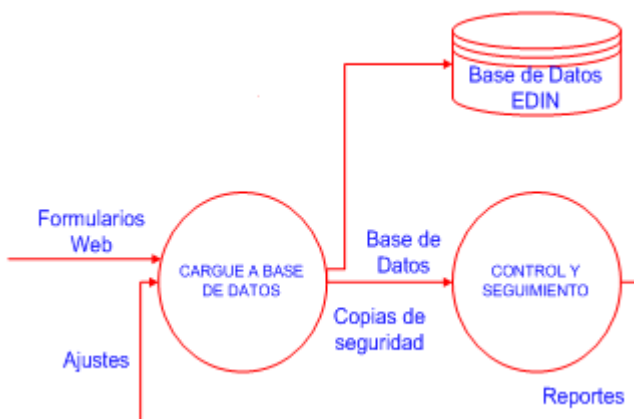 Base de Datos
EDIN
Formularios
Web
CARGUE A BASE
DE DATOS
Base de
Datos
CONTROL Y
SEGUIMIENTO
Copias de
seguridad
Ajustes
Reportes